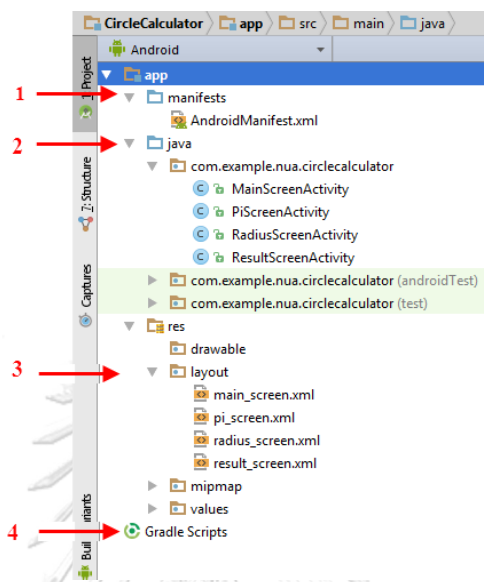 CircleCalculator app src main java
Android
1: Project
app
1
manifests
AndroidManifest.xml
2
java
7: Structure
com.example.nua.circlecalculator
MainScreenActivity
PiScreenActivity
RadiusScreenActivity
ResultScreenActivity
Captures
com.example.nua.circlecalculator (androidTest)
com.example.nua.circlecalculator (test)
res
drawable
3
layout
main_screen.xml
pi_screen.xml
radius_screen.xml
result_screen.xml
mipmap
values
4
Gradle Scripts